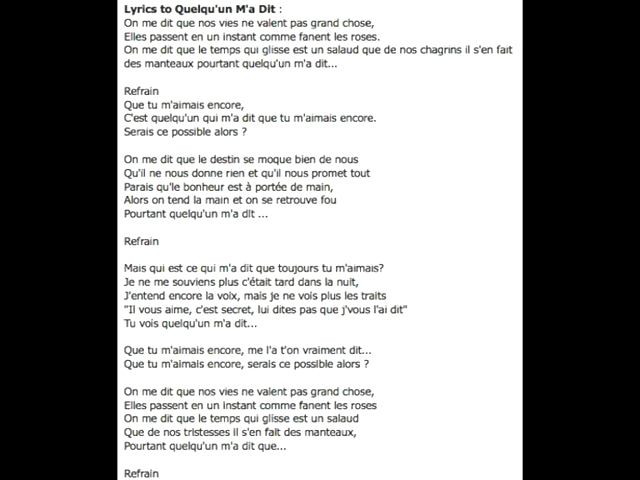 Lyrics to Quelqu'un M'a Dit :
On me dit que nos vies ne valent pas grand chose,
Elles passent en un instant comme fanent les roses.
On me dit que le temps qui glisse est un salaud que de nos chagrins il s'en fait
des manteaux pourtant quelqu'un m'a dit...
Refrain
Que tu m'aimais encore,
C'est quelqu'un qui m'a dit que tu m'aimais encore.
Serais ce possible alors ?
On me dit que le destin se moque bien de nous
Qu'il ne nous donne rien et qu'il nous promet tout
Parais qu'le bonheur est à portée de main,
Alors on tend la main et on se retrouve fou
Pourtant quelqu'un m'a dit ...
Refrain
Mais qui est ce qui m'a dit que toujours tu m'aimais?
Je ne me souviens plus c'était tard dans la nuit,
J'entend encore la voix, mais je ne vois plus les traits
"Il vous aime, c'est secret, lui dites pas que j'vous l'ai dit"
Tu vois quelqu'un m'a dit...
Que tu m'aimais encore, me l'a t'on vraiment dit...
Que tu m'aimais encore, serais ce possible alors ?
On me dit que nos vies ne valent pas grand chose,
Elles passent en un instant comme fanent les roses
On me dit que le temps qui glisse est un salaud
Que de nos tristesses il s'en fait des manteaux,
Pourtant quelqu'un m'a dit que...
Refrain